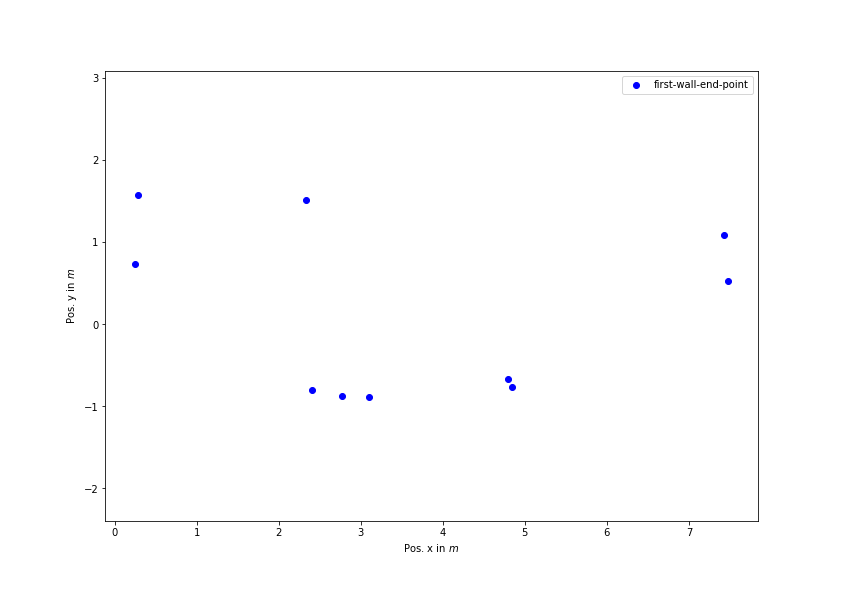 first-wall-end-point
3
2
1
0
−1
−2
Pos. y in m
0 1 2 3 4 5 6 7
Pos. x in m